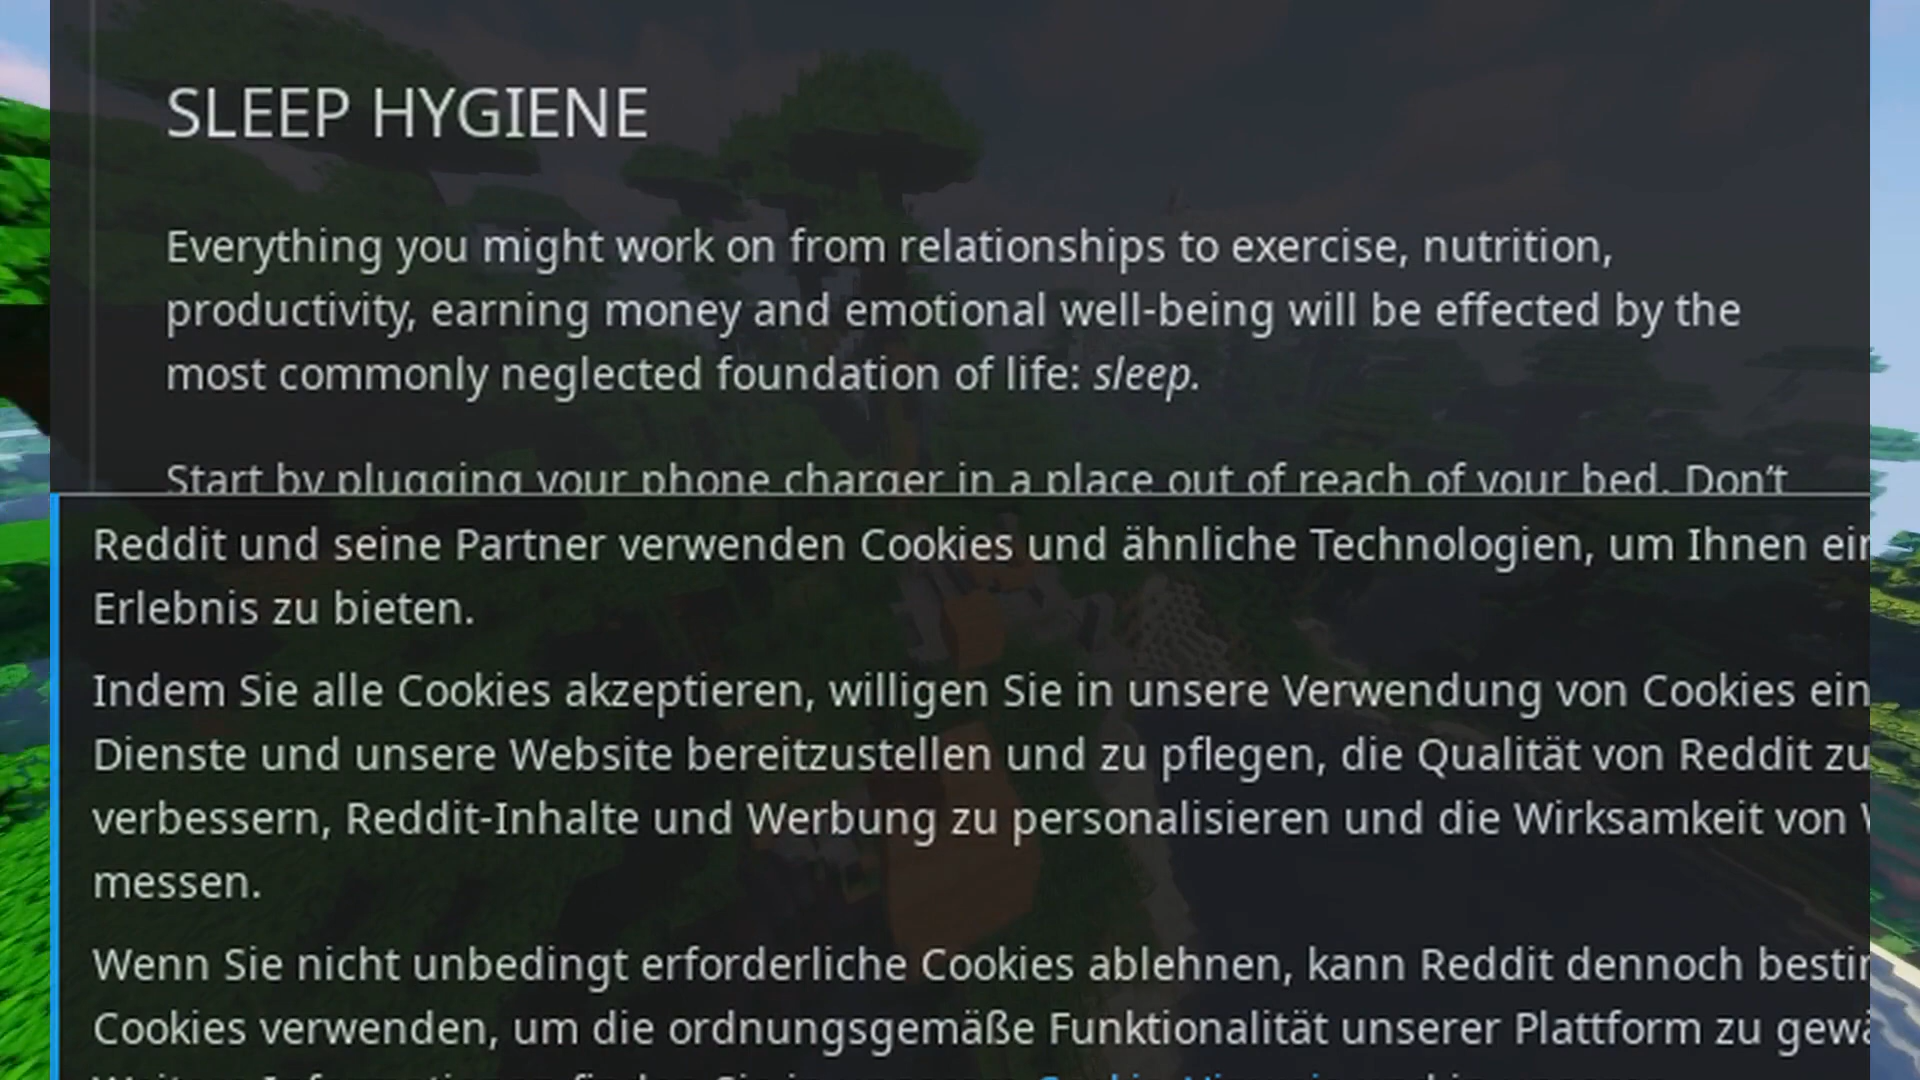 SLEEP HYGIENE
Everything you might work on from relationships to exercise, nutrition,
productivity, earning money and emotional well-being will be effected by the
most commonly neglected foundation of life: sleep.
Start by plugging your phone charger in a place out of reach of your bed. Don’t
Reddit und seine Partner verwenden Cookies und ähnliche Technologien, um Ihnen
Erlebnis zu bieten.
Indem Sie alle Cookies akzeptieren, willigen Sie in unsere Verwendung von Cookies ein
Dienste und unsere Website bereitzustellen und zu pflegen, die Qualität von Reddit zu
verbessern, Reddit-Inhalte und Werbung zu personalisieren und die Wirksamkeit von
messen.
Wenn Sie nicht unbedingt erforderliche Cookies ablehnen, kann Reddit dennoch
Cookies verwenden, um die ordnungsgemäße Funktionalität unserer Plattform zu